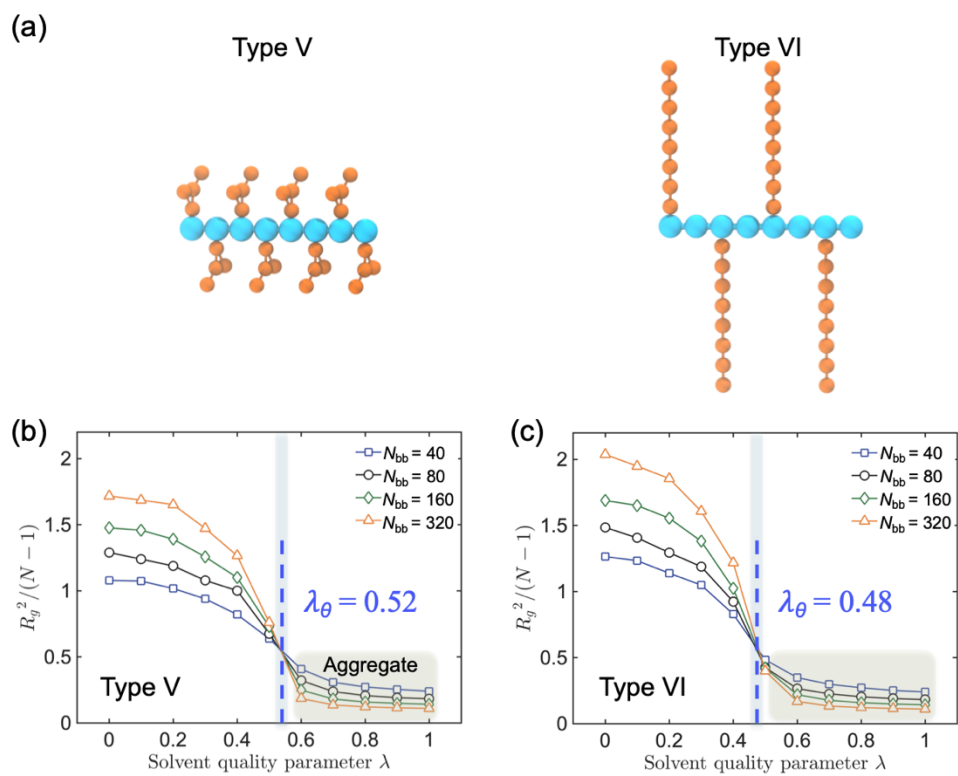 (a)
Type V
Type VI
(b)
2
1.5
1
0.5
0
R_g^2/(N − 1)
N_bb = 40
N_bb = 80
N_bb = 160
N_bb = 320
λ_θ = 0.52
Aggregate
Type V
0
0.2
0.4
0.6
0.8
1
Solvent quality parameter λ
(c)
2
1.5
1
0.5
0
R_g^2/(N − 1)
N_bb = 40
N_bb = 80
N_bb = 160
N_bb = 320
λ_θ = 0.48
Type VI
0
0.2
0.4
0.6
0.8
1
Solvent quality parameter λ